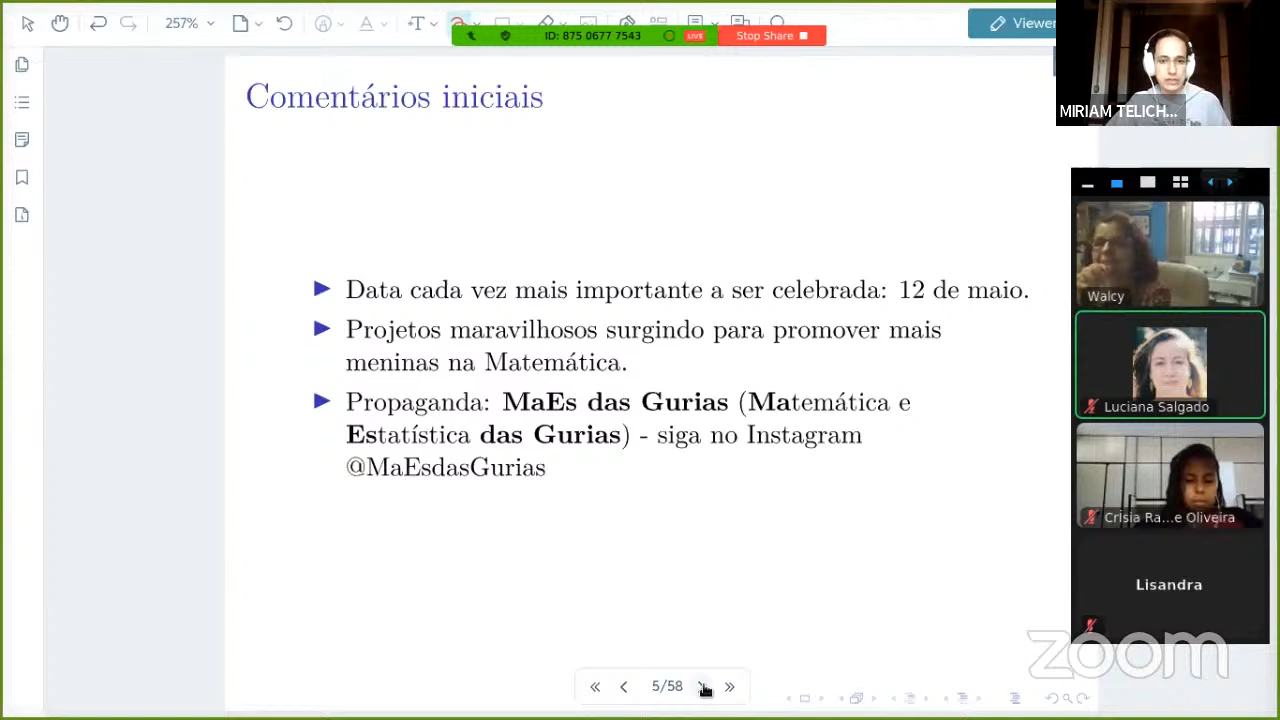 257%
ID: 875 0677 7543
LIVE
Stop Share
Viewer
MIRIAM TELICH...
Comentários iniciais
Data cada vez mais importante a ser celebrada: 12 de maio.
Projetos maravilhosos surgindo para promover mais
meninas na Matemática.
Propaganda: MaEs das Gurias (Matemática e
Estatística das Gurias) - siga no Instagram
@MaEsdasGurias
Walcy
Luciana Salgado
Crisia Ra...e Oliveira
Lisandra
zoom
5/58